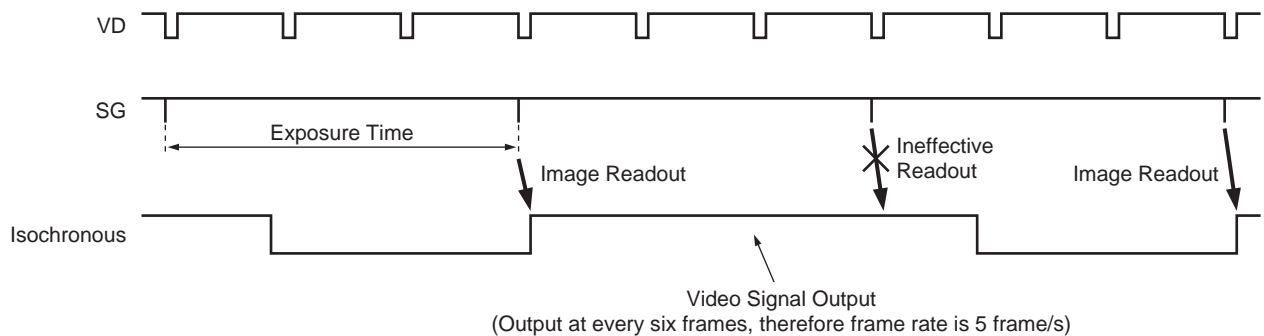 VD
SG
Exposure Time
Image Readout
Ineffective
Readout
Image Readout
Isochronous
Video Signal Output
(Output at every six frames, therefore frame rate is 5 frame/s)